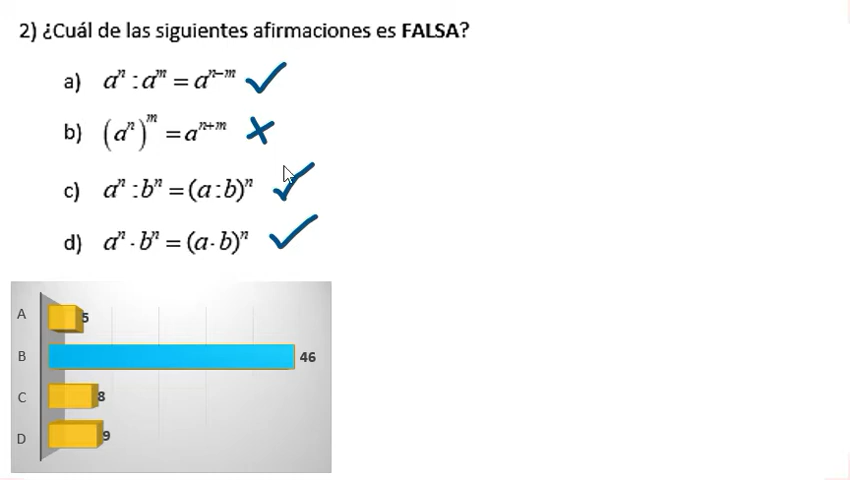 2) ¿Cuál de las siguientes afirmaciones es FALSA?
a) aⁿ : aᵐ = aⁿ⁻ᵐ
b) (aⁿ)ᵐ = aⁿ⁺ᵐ
c) aⁿ : bⁿ = (a : b)ⁿ
d) aⁿ · bⁿ = (a · b)ⁿ
A 5
B 46
C 8
D 9